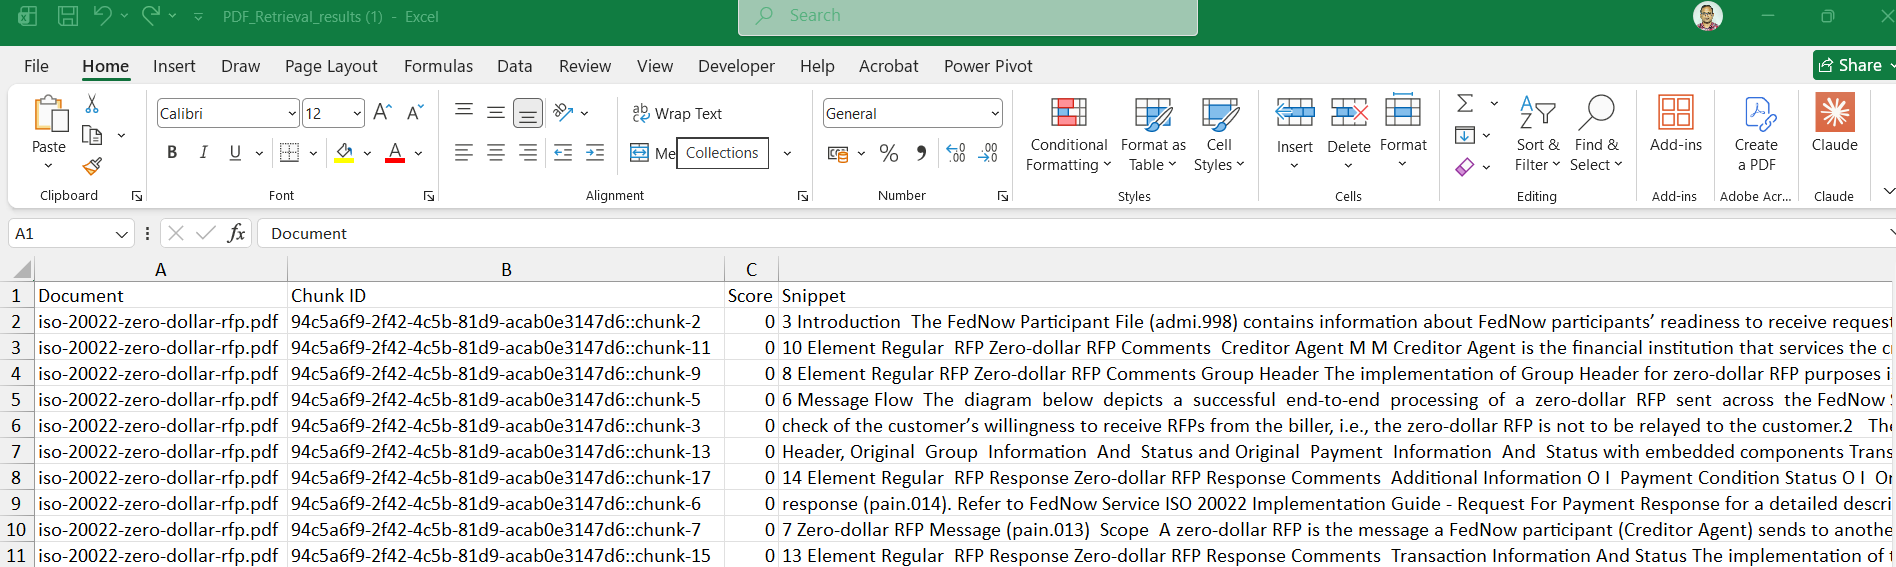 PDF_Retrieval_results (1) - Excel
Search
File Home Insert Draw Page Layout Formulas Data Review View Developer Help Acrobat Power Pivot
Share
Paste
Clipboard
Calibri 12
B I U
Font
Wrap Text
Me
Collections
Alignment
General
Number
Conditional Formatting
Format as Table
Cell Styles
Styles
Insert Delete Format
Cells
Sort & Filter
Find & Select
Editing
Add-ins
Add-ins
Create a PDF
Adobe Acr...
Claude
Claude
A1 fx Document
A B C
1 Document Chunk ID Score Snippet
2 iso-20022-zero-dollar-rfp.pdf 94c5a6f9-2f42-4c5b-81d9-acab0e3147d6::chunk-2 0 3 Introduction The FedNow Participant File (admi.998) contains information about FedNow participants’ readiness to receive request
3 iso-20022-zero-dollar-rfp.pdf 94c5a6f9-2f42-4c5b-81d9-acab0e3147d6::chunk-11 0 10 Element Regular RFP Zero-dollar RFP Comments Creditor Agent M M Creditor Agent is the financial institution that services the
4 iso-20022-zero-dollar-rfp.pdf 94c5a6f9-2f42-4c5b-81d9-acab0e3147d6::chunk-9 0 8 Element Regular RFP Zero-dollar RFP Comments Group Header The implementation of Group Header for zero-dollar RFP purposes i
5 iso-20022-zero-dollar-rfp.pdf 94c5a6f9-2f42-4c5b-81d9-acab0e3147d6::chunk-5 0 6 Message Flow The diagram below depicts a successful end-to-end processing of a zero-dollar RFP sent across the FedNow
6 iso-20022-zero-dollar-rfp.pdf 94c5a6f9-2f42-4c5b-81d9-acab0e3147d6::chunk-3 0 check of the customer’s willingness to receive RFPs from the biller, i.e., the zero-dollar RFP is not to be relayed to the customer.2 The
7 iso-20022-zero-dollar-rfp.pdf 94c5a6f9-2f42-4c5b-81d9-acab0e3147d6::chunk-13 0 Header, Original Group Information And Status and Original Payment Information And Status with embedded components Trans
8 iso-20022-zero-dollar-rfp.pdf 94c5a6f9-2f42-4c5b-81d9-acab0e3147d6::chunk-17 0 14 Element Regular RFP Response Zero-dollar RFP Response Comments Additional Information O I Payment Condition Status O I
9 iso-20022-zero-dollar-rfp.pdf 94c5a6f9-2f42-4c5b-81d9-acab0e3147d6::chunk-6 0 response (pain.014). Refer to FedNow Service ISO 20022 Implementation Guide - Request For Payment Response for a detailed descri
10 iso-20022-zero-dollar-rfp.pdf 94c5a6f9-2f42-4c5b-81d9-acab0e3147d6::chunk-7 0 7 Zero-dollar RFP Message (pain.013) Scope A zero-dollar RFP is the message a FedNow participant (Creditor Agent) sends to anothe
11 iso-20022-zero-dollar-rfp.pdf 94c5a6f9-2f42-4c5b-81d9-acab0e3147d6::chunk-15 0 13 Element Regular RFP Response Zero-dollar RFP Response Comments Transaction Information And Status The implementation of